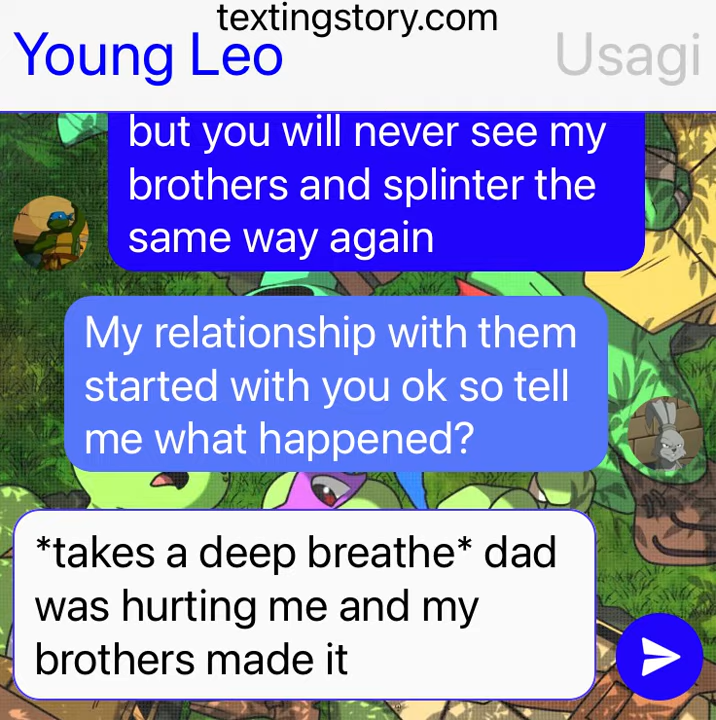 textingstory.com
Young Leo Usagi
but you will never see my
brothers and splinter the
same way again
My relationship with them
started with you ok so tell
me what happened?
*takes a deep breathe* dad
was hurting me and my
brothers made it